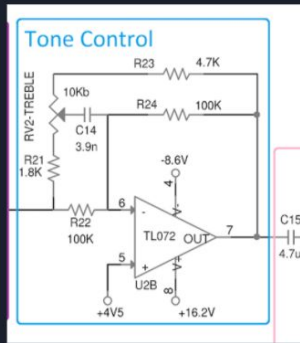 Tone Control
R23
4.7K
RV2-TREBLE
10Kb
R24
100K
C14
3.9n
R21
1.8K
-8.6V
4
V-
R22
100K
6
-
TL072
OUT
7
C15
4.7u
5
+
V+
U2B
8
+4V5
+16.2V